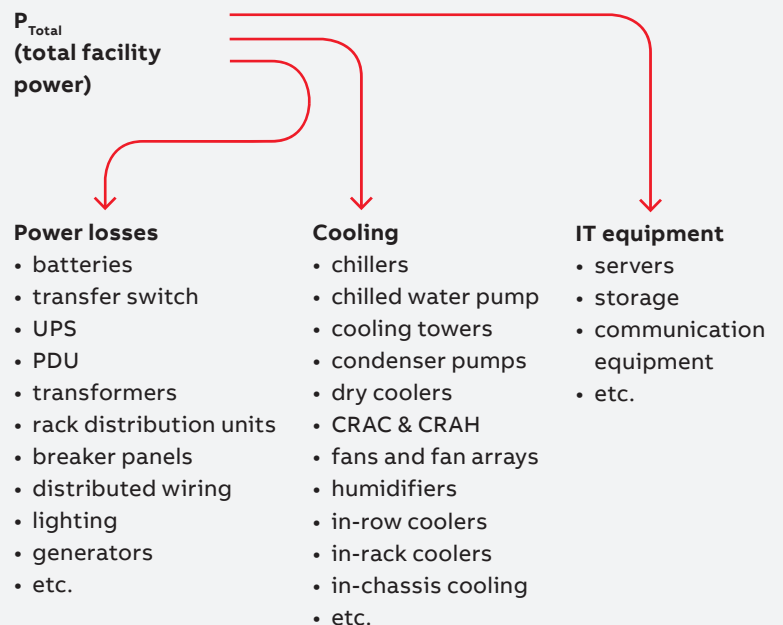 P_Total
(total facility
power)
Power losses
• batteries
• transfer switch
• UPS
• PDU
• transformers
• rack distribution units
• breaker panels
• distributed wiring
• lighting
• generators
• etc.
Cooling
• chillers
• chilled water pump
• cooling towers
• condenser pumps
• dry coolers
• CRAC & CRAH
• fans and fan arrays
• humidifiers
• in-row coolers
• in-rack coolers
• in-chassis cooling
• etc.
IT equipment
• servers
• storage
• communication
equipment
• etc.